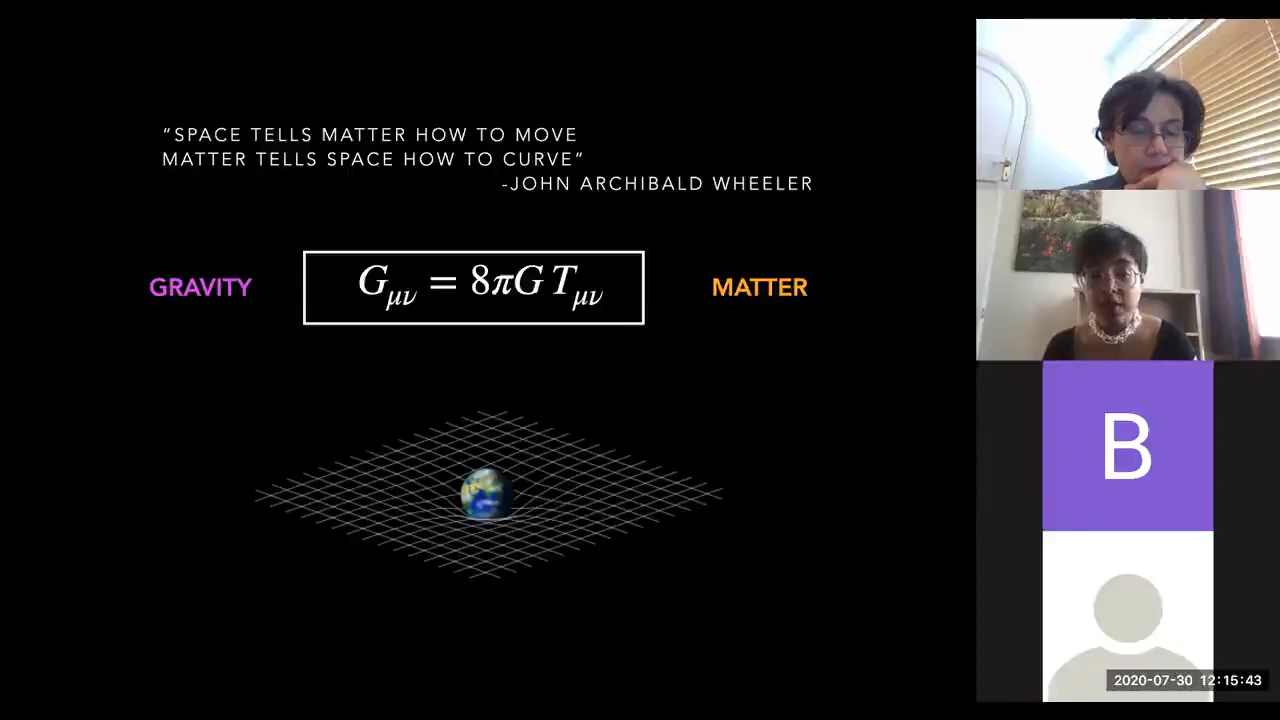 “SPACE TELLS MATTER HOW TO MOVE
MATTER TELLS SPACE HOW TO CURVE“
-JOHN ARCHIBALD WHEELER
GRAVITY
G_{μν} = 8πG T_{μν}
MATTER
B
2020-07-30 12:15:43